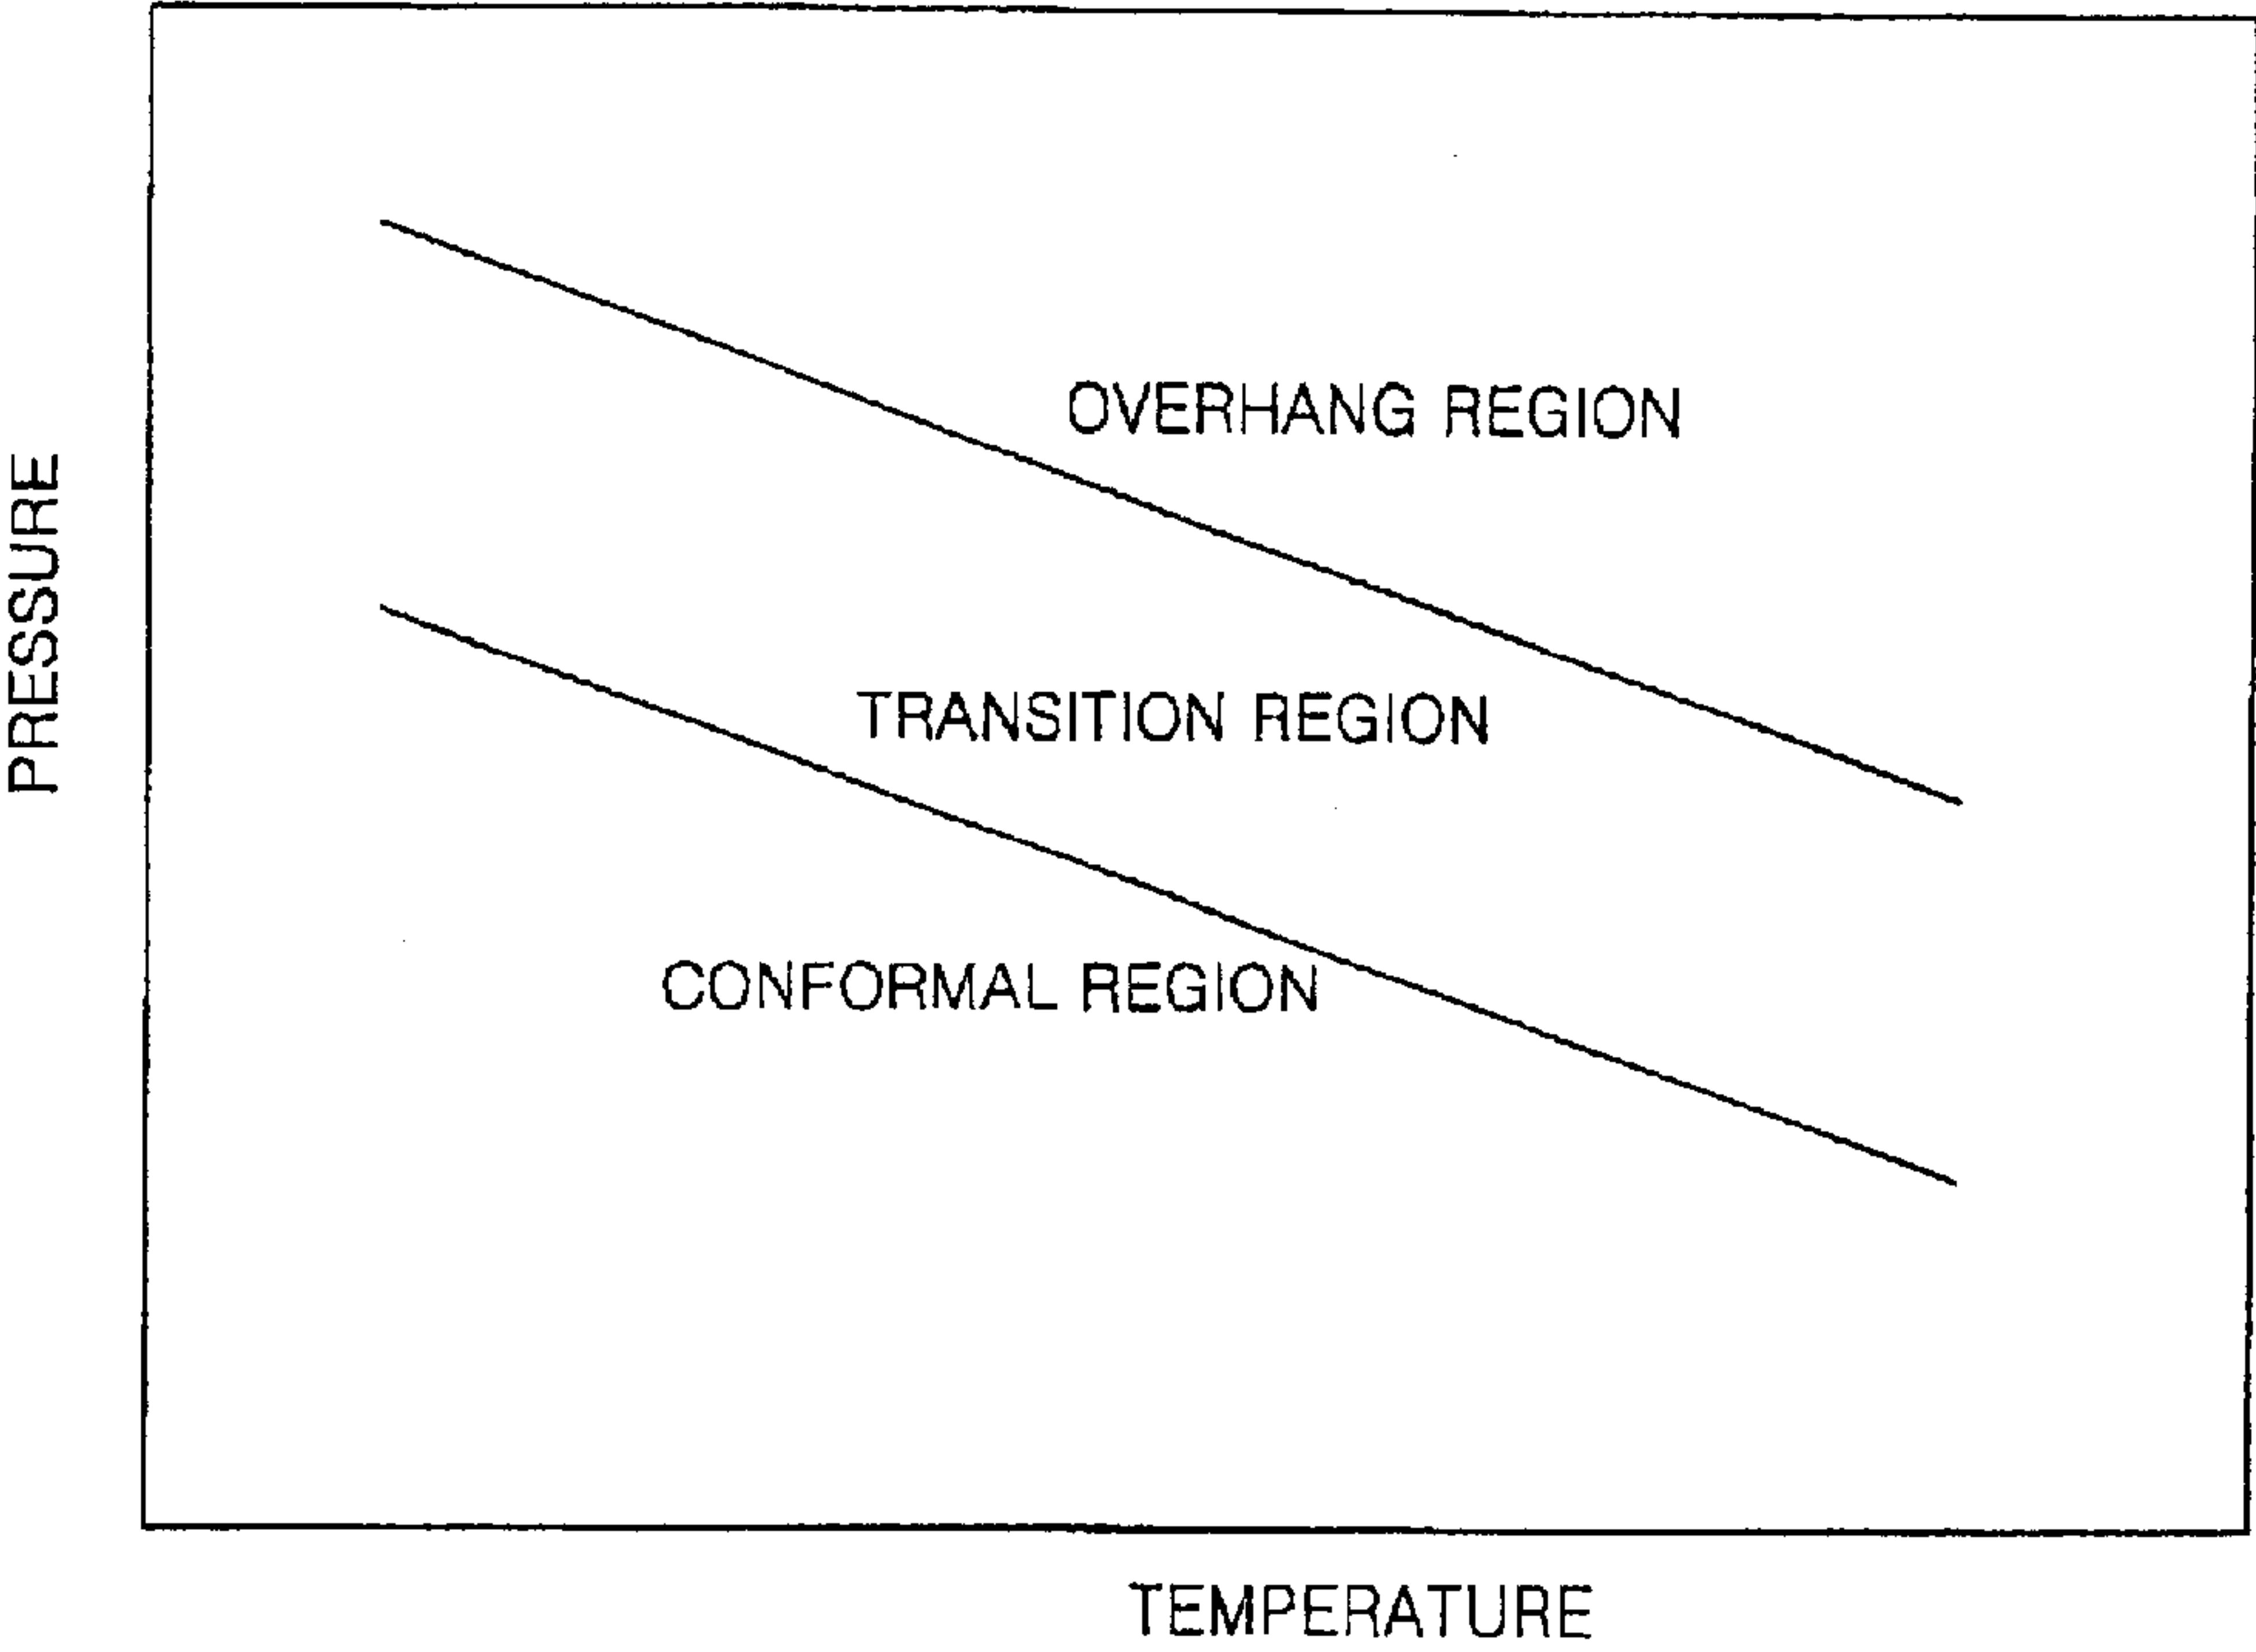 OVERHANG REGION
PRESSURE
TRANSITION REGION
CONFORMAL REGION
TEMPERATURE